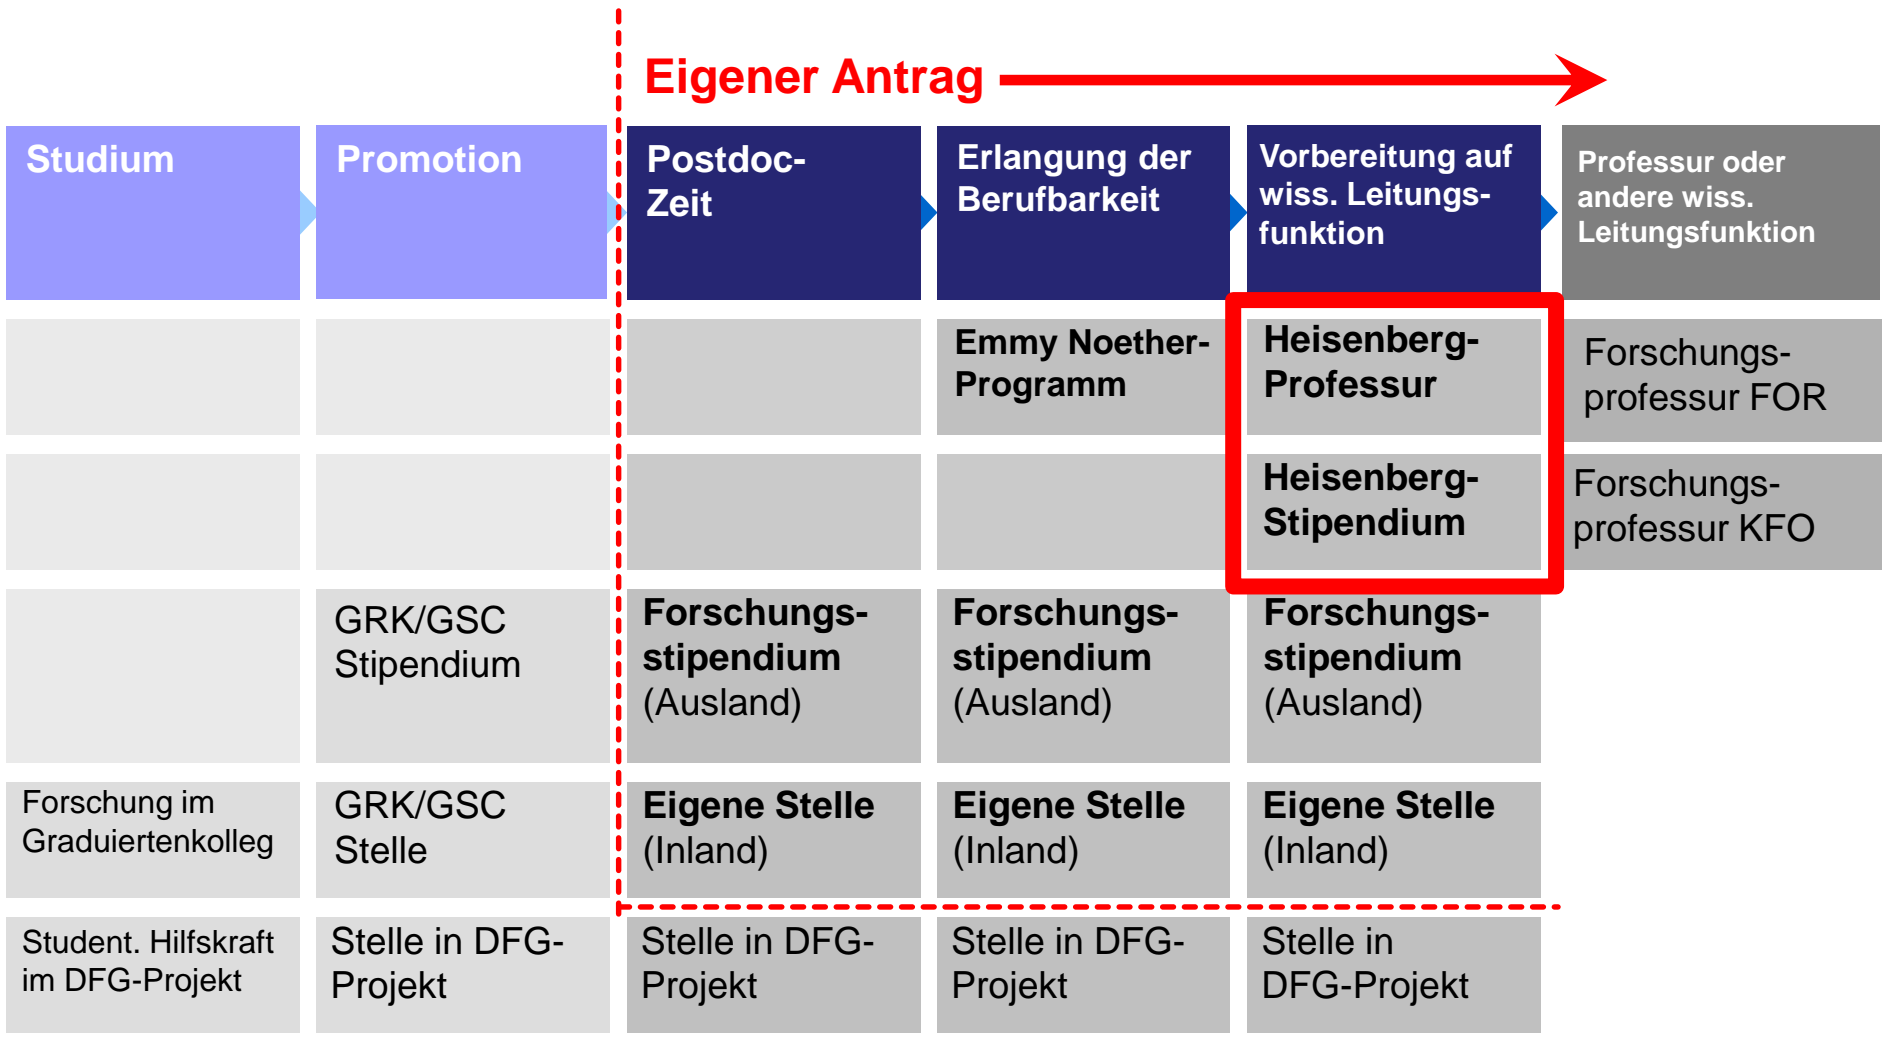 Eigener Antrag
Studium
Promotion
Postdoc-
Zeit
Erlangung der
Berufbarkeit
Vorbereitung auf
wiss. Leitungs-
funktion
Professur oder
andere wiss.
Leitungsfunktion
Emmy Noether-
Programm
Heisenberg-
Professur
Forschungs-
professur FOR
Heisenberg-
Stipendium
Forschungs-
professur KFO
GRK/GSC
Stipendium
Forschungs-
stipendium
(Ausland)
Forschungs-
stipendium
(Ausland)
Forschungs-
stipendium
(Ausland)
Forschung im
Graduiertenkolleg
GRK/GSC
Stelle
Eigene Stelle
(Inland)
Eigene Stelle
(Inland)
Eigene Stelle
(Inland)
Student. Hilfskraft
im DFG-Projekt
Stelle in DFG-
Projekt
Stelle in DFG-
Projekt
Stelle in DFG-
Projekt
Stelle in
DFG-Projekt